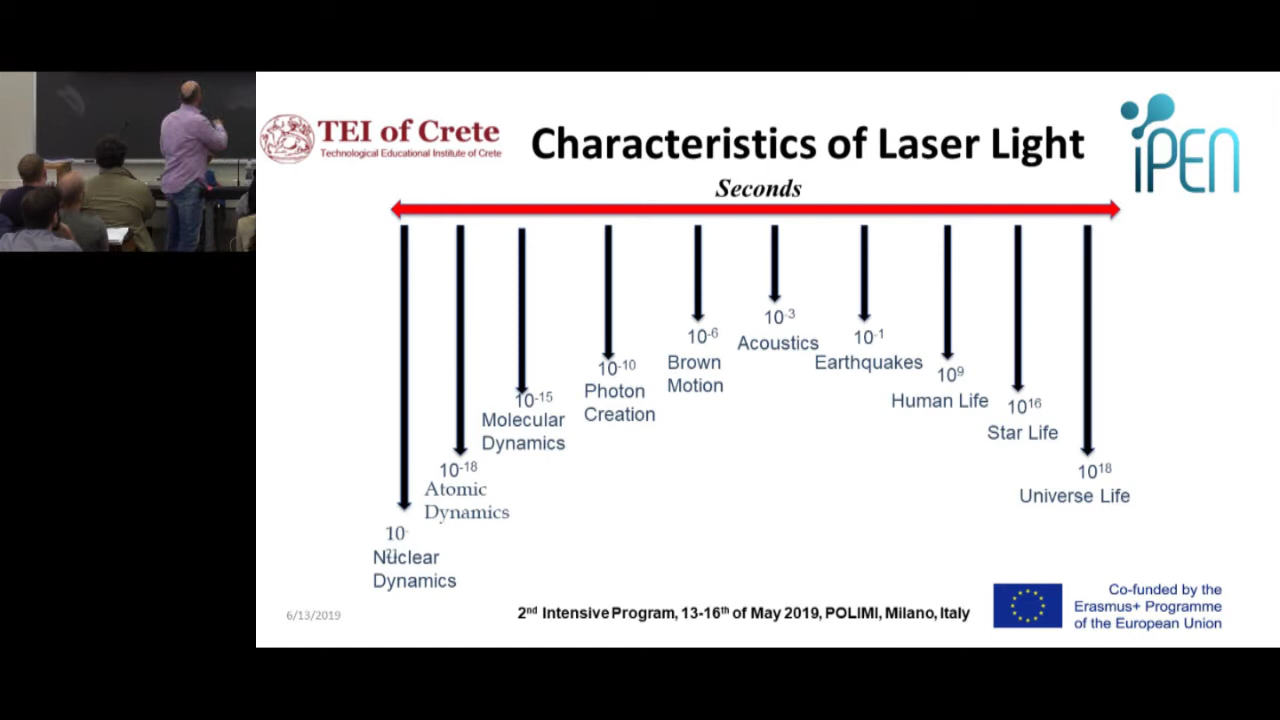 TEI of Crete
Technological Educational Institute of Crete
Characteristics of Laser Light
iPEN
Seconds
10-3
Acoustics
10-6
Brown
Motion
10-1
Earthquakes
10-10
Photon
Creation
109
Human Life
10-15
Molecular
Dynamics
1016
Star Life
10-18
Atomic
Dynamics
1018
Universe Life
10-
Nuclear
Dynamics
6/13/2019
2nd Intensive Program, 13-16th of May 2019, POLIMI, Milano, Italy
Co-funded by the
Erasmus+ Programme
of the European Union